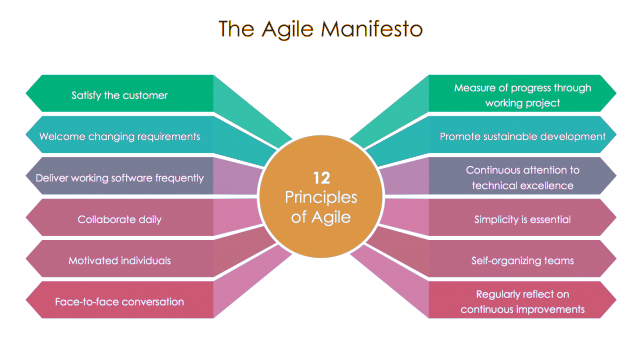 The Agile Manifesto
Satisfy the customer
Welcome changing requirements
Deliver working software frequently
Collaborate daily
Motivated individuals
Face-to-face conversation
12
Principles
of Agile
Measure of progress through
working project
Promote sustainable development
Continuous attention to
technical excellence
Simplicity is essential
Self-organizing teams
Regularly reflect on
continuous improvements